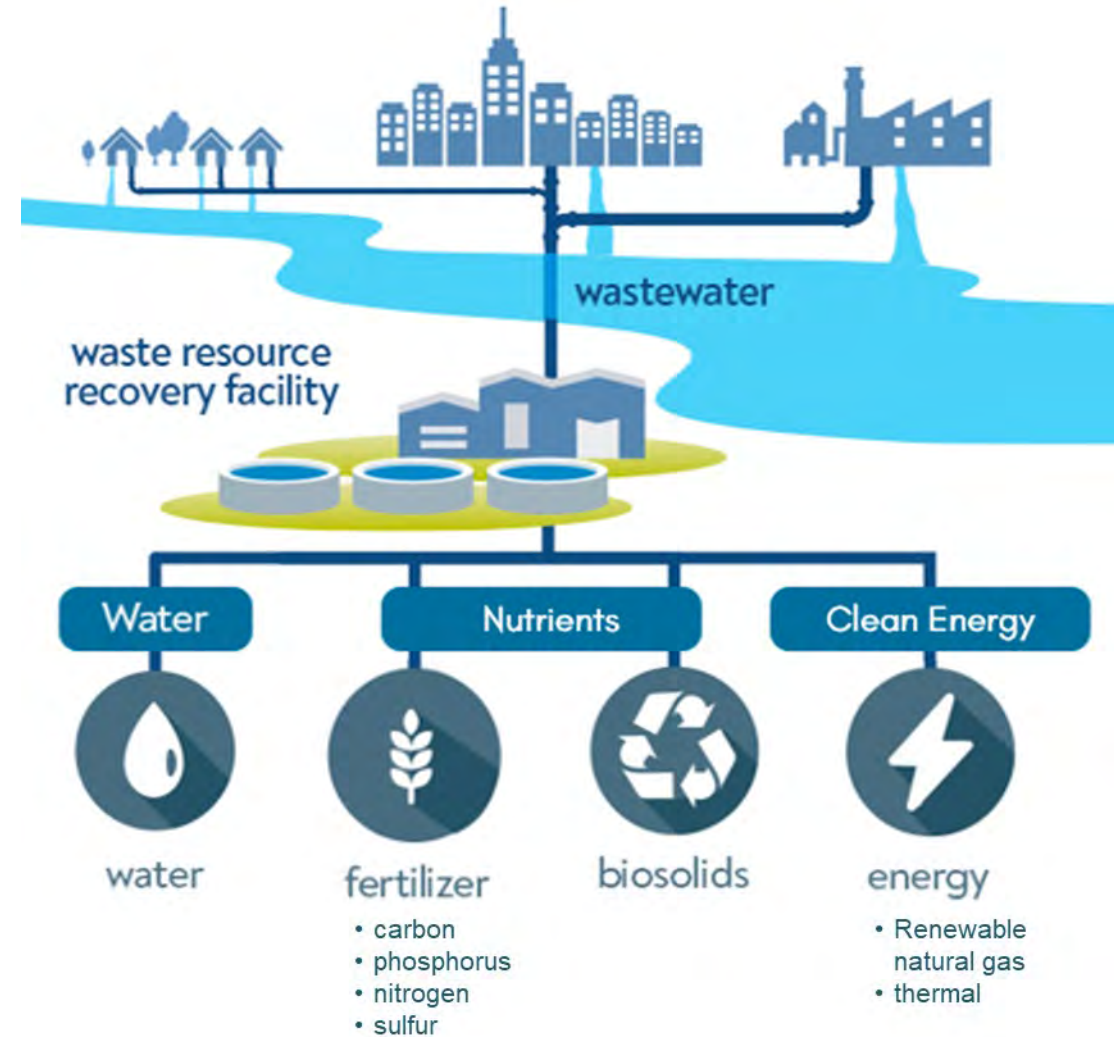 wastewater
waste resource
recovery facility
Water
Nutrients
Clean Energy
water
fertilizer
• carbon
• phosphorus
• nitrogen
• sulfur
biosolids
energy
• Renewable
natural gas
• thermal